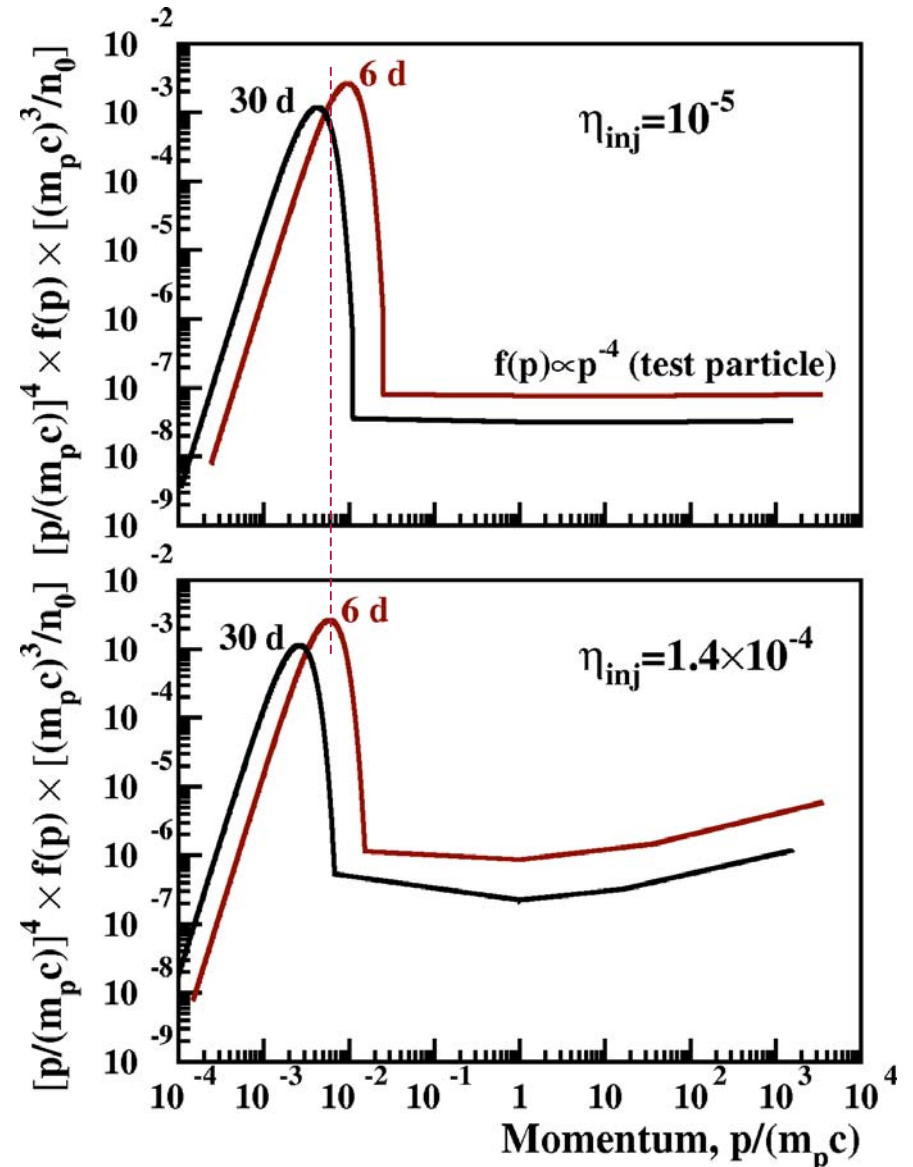 [p/(m_pc)]^4 × f(p) × [(m_pc)^3/n_0]
10^-2
10^-3
10^-4
10^-5
10^-6
10^-7
10^-8
10^-9
30 d
6 d
η_inj=10^-5
f(p)∝p^-4 (test particle)
[p/(m_pc)]^4 × f(p) × [(m_pc)^3/n_0]
10^-2
10^-3
10^-4
10^-5
10^-6
10^-7
10^-8
10^-9
30 d
6 d
η_inj=1.4×10^-4
10^-4 10^-3 10^-2 10^-1 1 10 10^2 10^3 10^4
Momentum, p/(m_pc)